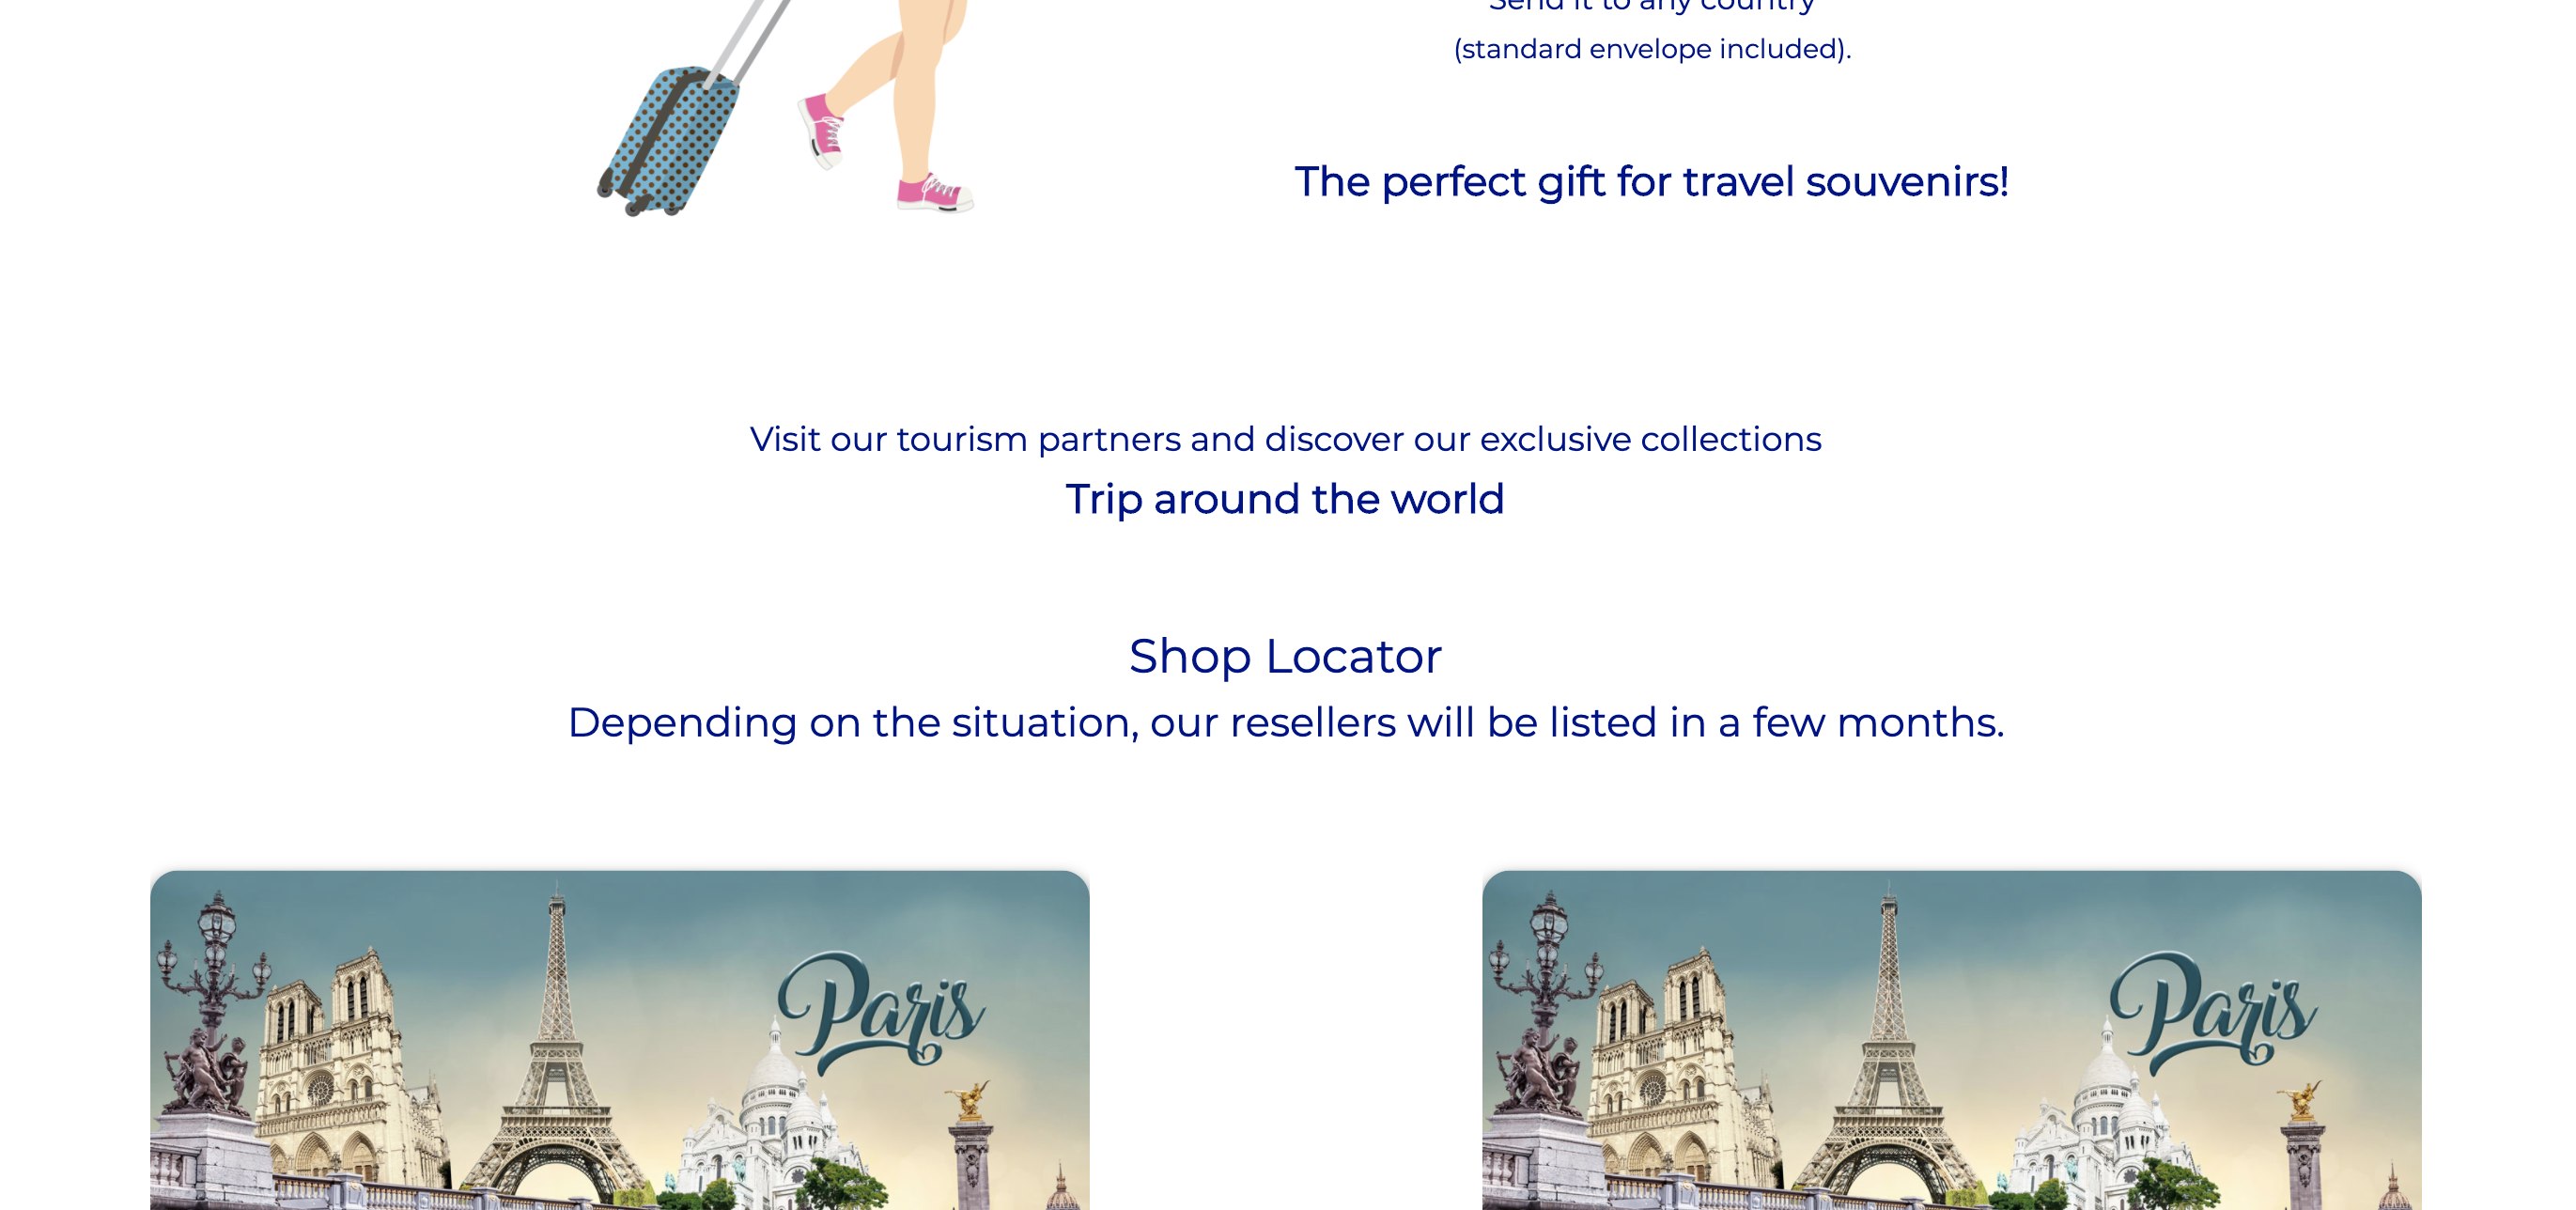 Send it to any country
(standard envelope included).
The perfect gift for travel souvenirs!
Visit our tourism partners and discover our exclusive collections
Trip around the world
Shop Locator
Depending on the situation, our resellers will be listed in a few months.
Paris
Paris